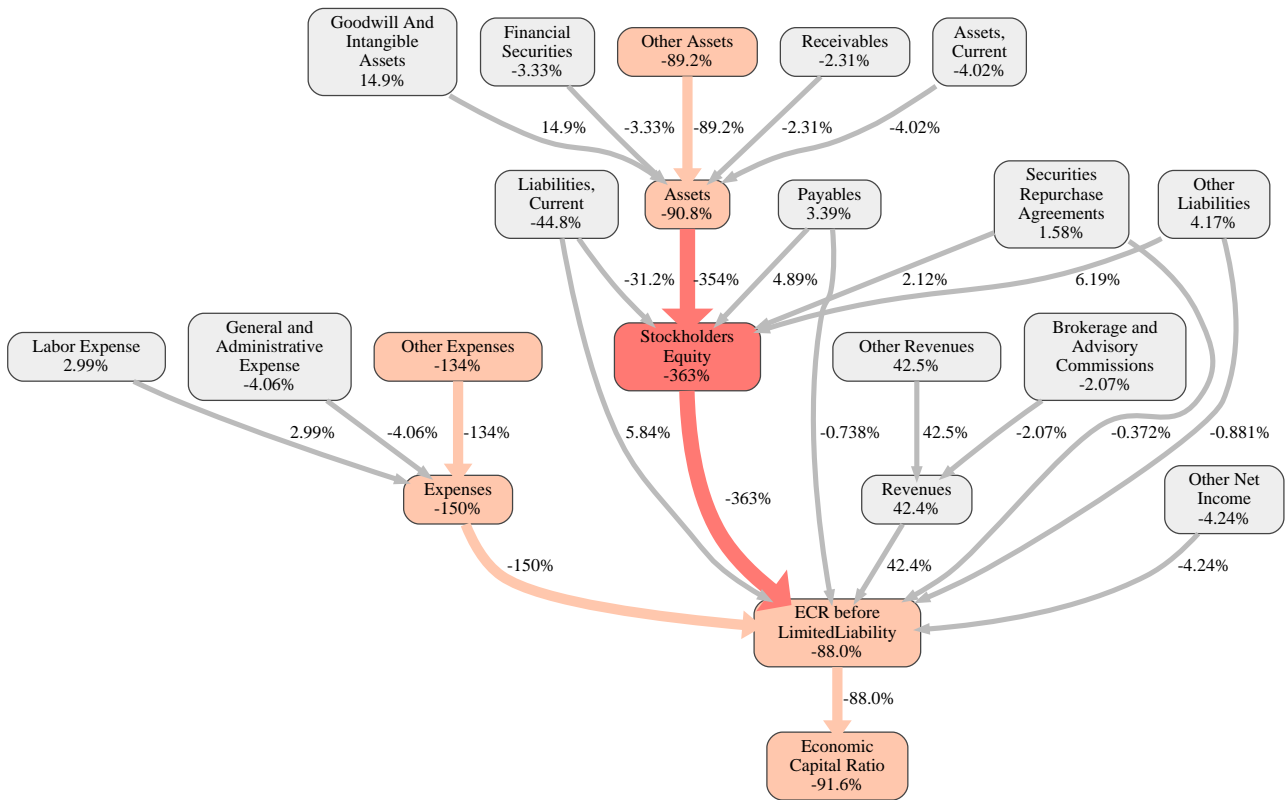 Goodwill And
Intangible
Assets
14.9%
Financial
Securities
-3.33%
Other Assets
-89.2%
Receivables
-2.31%
Assets,
Current
-4.02%
14.9%
-3.33%
-89.2%
-2.31%
-4.02%
Liabilities,
Current
-44.8%
Assets
-90.8%
Payables
3.39%
Securities
Repurchase
Agreements
1.58%
Other
Liabilities
4.17%
-31.2%
-354%
4.89%
2.12%
6.19%
Labor Expense
2.99%
General and
Administrative
Expense
-4.06%
Other Expenses
-134%
Stockholders
Equity
-363%
Other Revenues
42.5%
Brokerage and
Advisory
Commissions
-2.07%
2.99%
-4.06%
-134%
5.84%
-0.738%
42.5%
-2.07%
-0.372%
-0.881%
Expenses
-150%
-363%
Revenues
42.4%
Other Net
Income
-4.24%
-150%
42.4%
-4.24%
ECR before
LimitedLiability
-88.0%
-88.0%
Economic
Capital Ratio
-91.6%